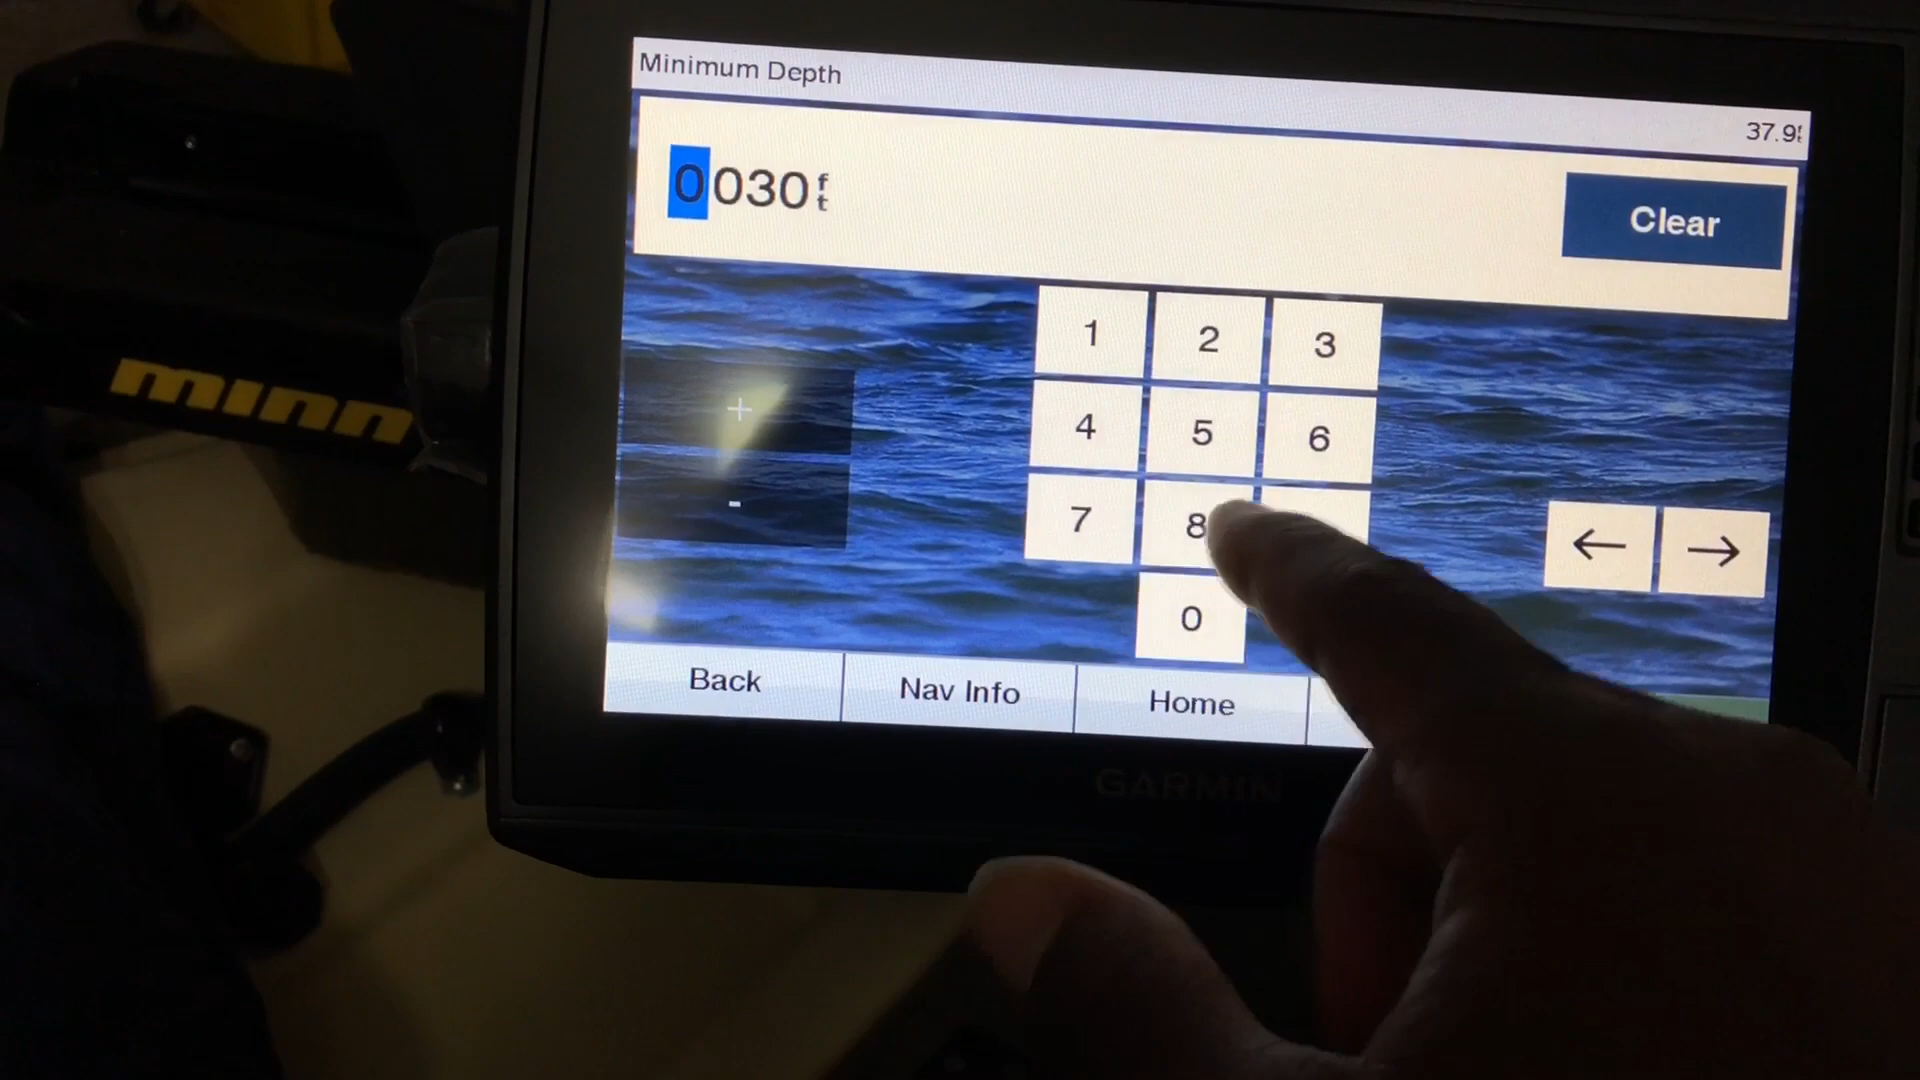 Minimum Depth
37.9ft
0030ft
Clear
1 2 3
+
4 5 6
-
7 8
← →
0
Back Nav Info Home
GARMIN
minn